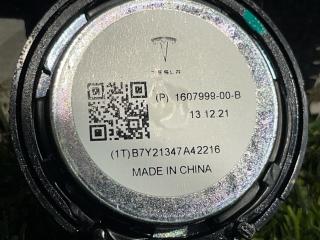 TESLA
(P) 1607999-00-B
13.12.21
(1T)B7Y21347A42216
MADE IN CHINA